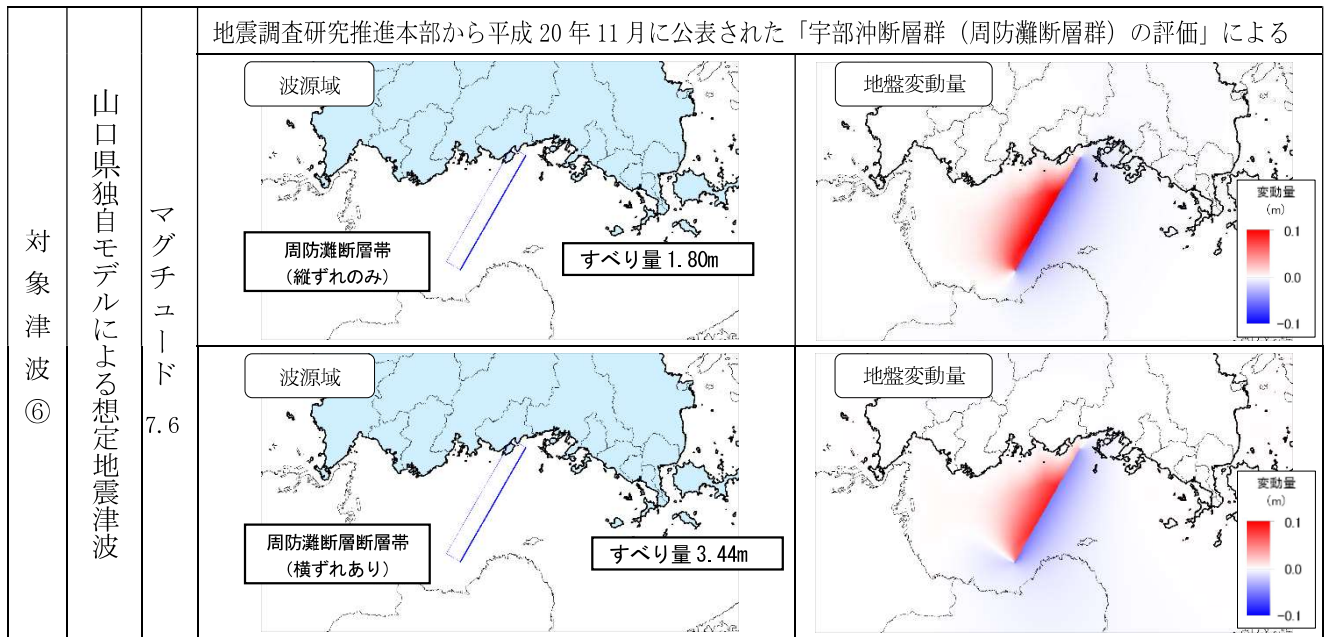 地震調査研究推進本部から平成 20 年 11 月に公表された「宇部沖断層群（周防灘断層群）の評価」による
対象津波⑥
山口県独自モデルによる想定地震津波
マグチュード 7.6
波源域
周防灘断層帯
（縦ずれのみ）
すべり量 1.80m
地盤変動量
変動量
（m）
0.1
0.0
-0.1
波源域
周防灘断層断層帯
（横ずれあり）
すべり量 3.44m
地盤変動量
変動量
（m）
0.1
0.0
-0.1